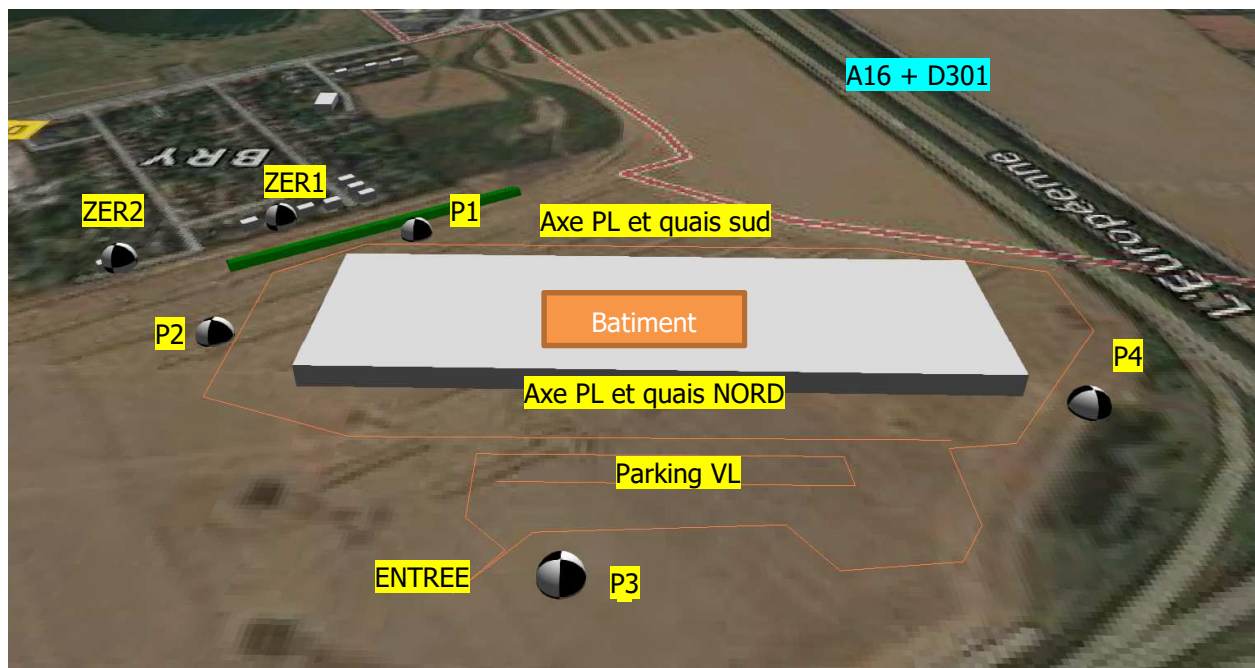 A16 + D301
BRY
L'Européenne
ZER1
ZER2
P1
Axe PL et quais sud
P2
Batiment
P4
Axe PL et quais NORD
Parking VL
ENTREE
P3